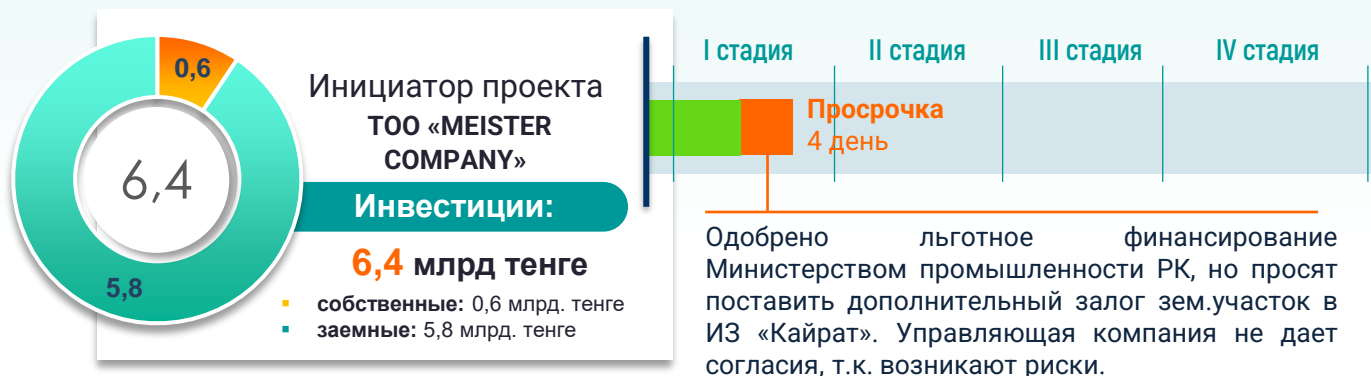 0,6
6,4
5,8
Инициатор проекта
ТОО «MEISTER
COMPANY»
Инвестиции:
6,4 млрд тенге
собственные: 0,6 млрд. тенге
заемные: 5,8 млрд. тенге
I стадия II стадия III стадия IV стадия
Просрочка
4 день
Одобрено льготное финансирование
Министерством промышленности РК, но просят
поставить дополнительный залог зем.участок в
ИЗ «Кайрат». Управляющая компания не дает
согласия, т.к. возникают риски.